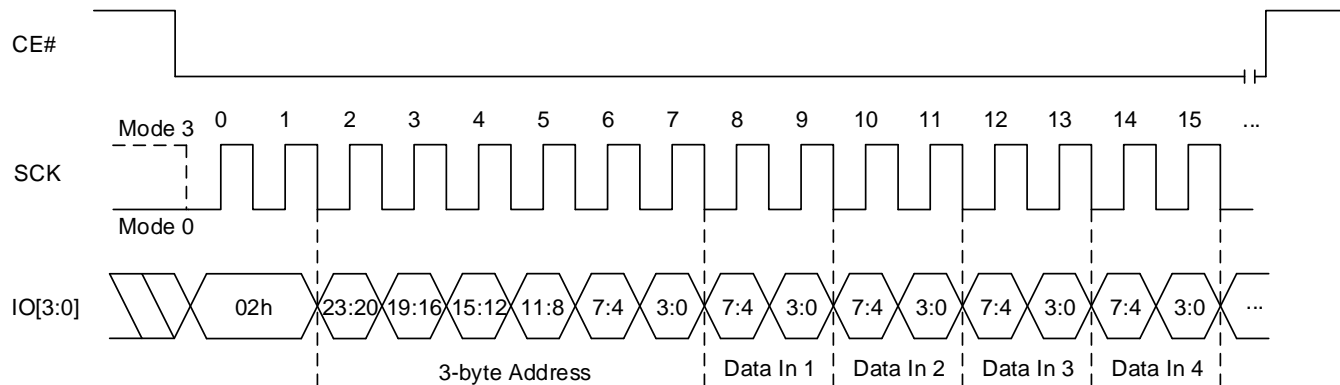 CE#
Mode 3
0 1 2 3 4 5 6 7 8 9 10 11 12 13 14 15 ...
SCK
Mode 0
IO[3:0] 02h 23:20 19:16 15:12 11:8 7:4 3:0 7:4 3:0 7:4 3:0 7:4 3:0 7:4 3:0 ...
3-byte Address Data In 1 Data In 2 Data In 3 Data In 4